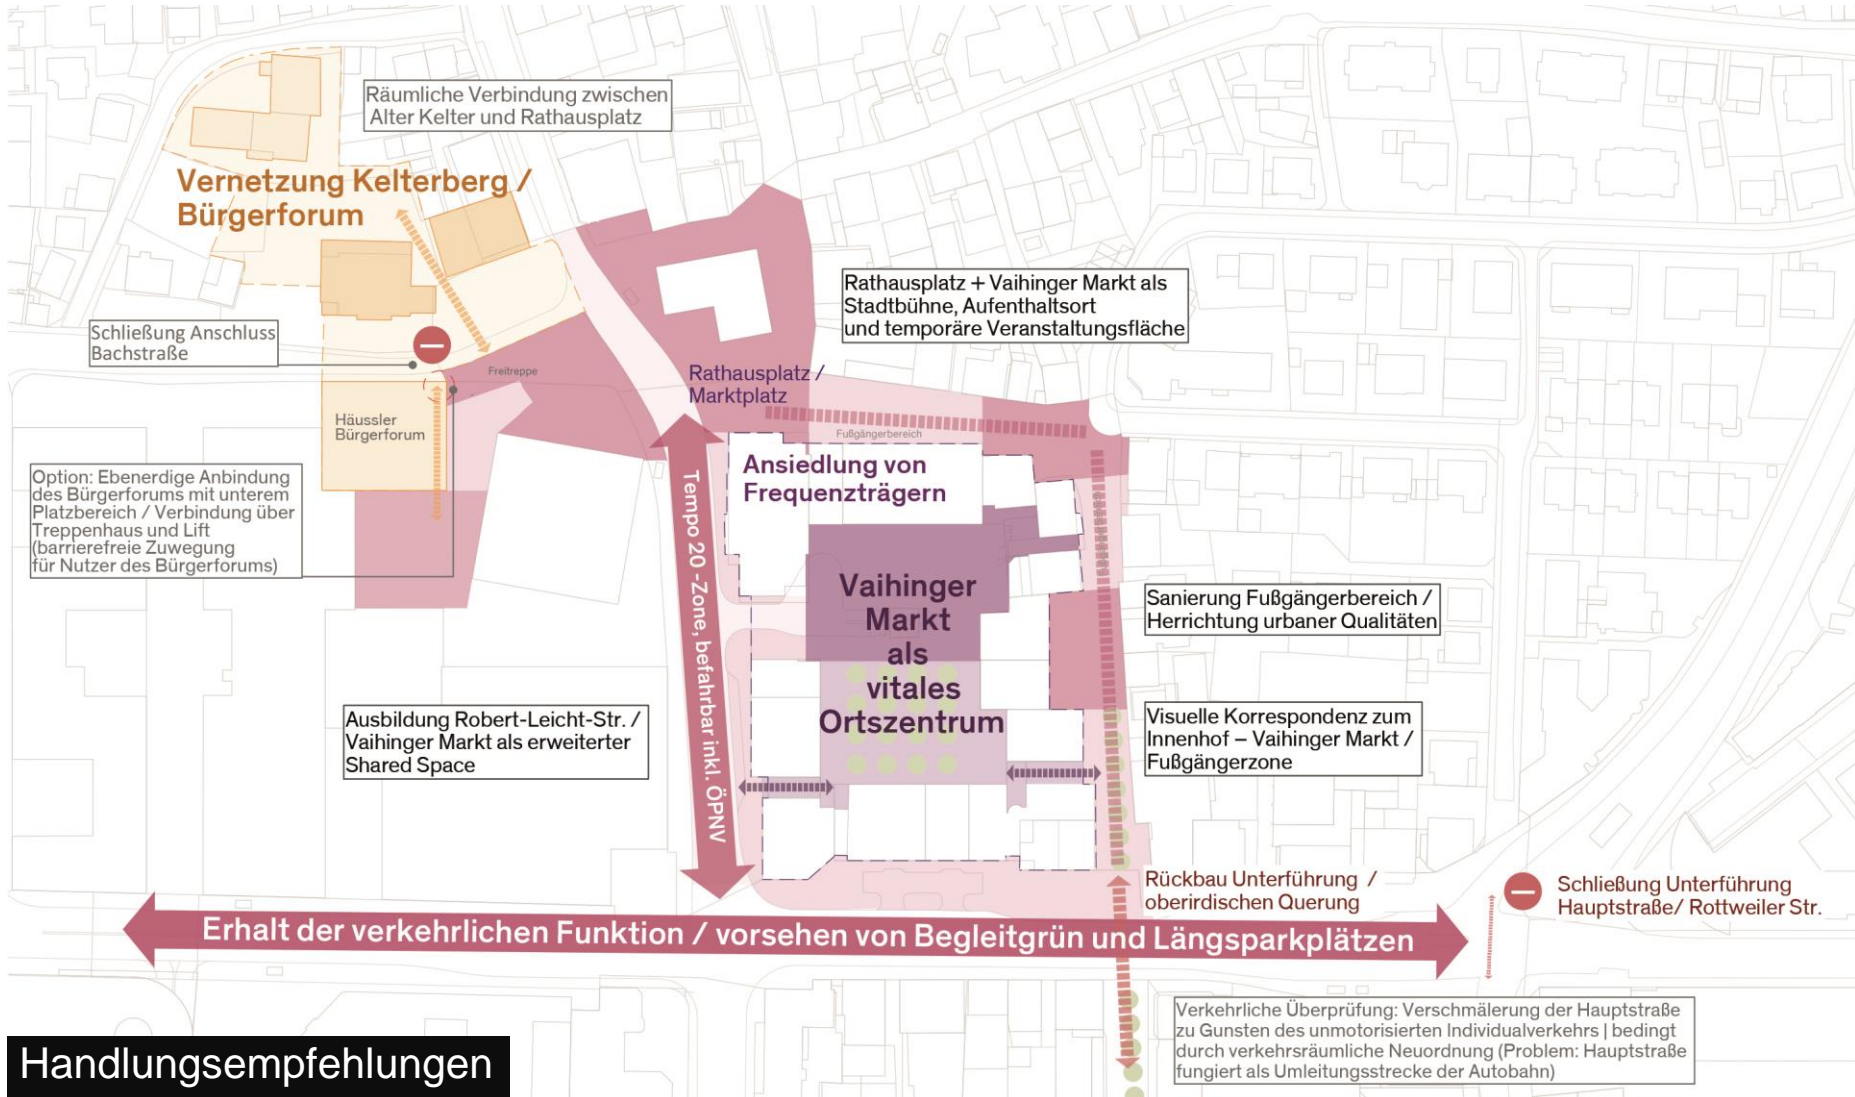 Räumliche Verbindung zwischen
Alter Kelter und Rathausplatz
Vernetzung Kelterberg /
Bürgerforum
Rathausplatz + Vaihinger Markt als
Stadtbühne, Aufenthaltsort
und temporäre Veranstaltungsfläche
Schließung Anschluss
Bachstraße
Freitreppe
Rathausplatz /
Marktplatz
Häussler
Bürgerforum
Fußgängerbereich
Ansiedlung von
Frequenzträgern
Option: Ebenerdige Anbindung
des Bürgerforums mit unterem
Platzbereich / Verbindung über
Treppenhaus und Lift
(barrierefreie Zuwegung
für Nutzer des Bürgerforums)
Tempo 20 -Zone, befahrbar inkl. ÖPNV
Vaihinger
Markt
als
vitales
Ortszentrum
Sanierung Fußgängerbereich /
Herrichtung urbaner Qualitäten
Ausbildung Robert-Leicht-Str. /
Vaihinger Markt als erweiterter
Shared Space
Visuelle Korrespondenz zum
Innenhof – Vaihinger Markt /
Fußgängerzone
Rückbau Unterführung /
oberirdischen Querung
Schließung Unterführung
Hauptstraße/ Rottweiler Str.
Erhalt der verkehrlichen Funktion / vorsehen von Begleitgrün und Längsparkplätzen
Verkehrliche Überprüfung: Verschmälerung der Hauptstraße
zu Gunsten des unmotorisierten Individualverkehrs | bedingt
durch verkehrsräumliche Neuordnung (Problem: Hauptstraße
fungiert als Umleitungsstrecke der Autobahn)
Handlungsempfehlungen